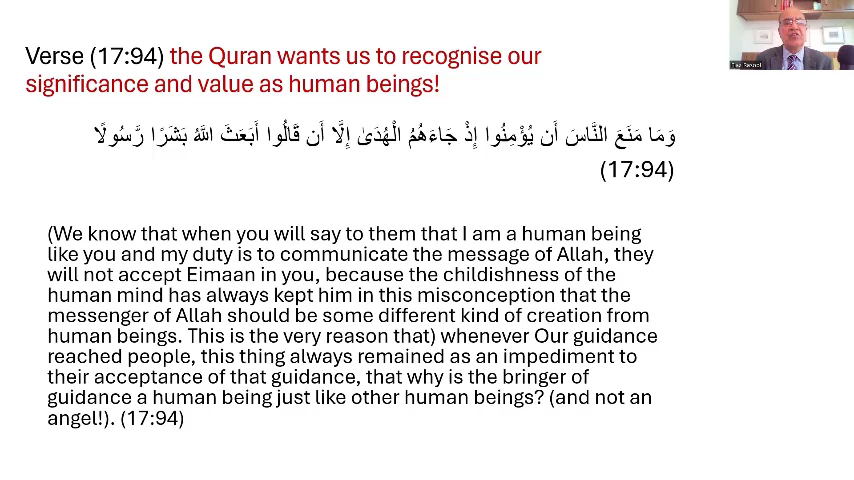 Verse (17:94) the Quran wants us to recognise our
significance and value as human beings!
وَمَا مَنَعَ النَّاسَ أَن يُؤْمِنُوا إِذْ جَاءَهُمُ الْهُدَىٰ إِلَّا أَن قَالُوا أَبَعَثَ اللَّهُ بَشَرًا رَّسُولًا
(17:94)
(We know that when you will say to them that I am a human being
like you and my duty is to communicate the message of Allah, they
will not accept Eimaan in you, because the childishness of the
human mind has always kept him in this misconception that the
messenger of Allah should be some different kind of creation from
human beings. This is the very reason that) whenever Our guidance
reached people, this thing always remained as an impediment to
their acceptance of that guidance, that why is the bringer of
guidance a human being just like other human beings? (and not an
angel!). (17:94)